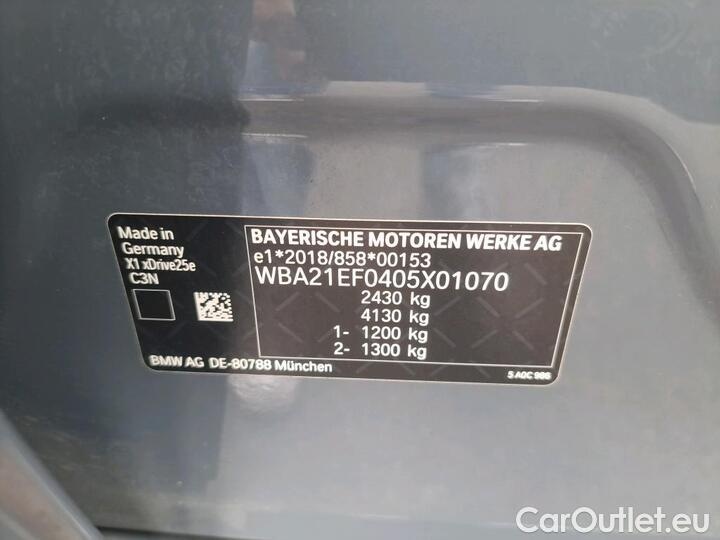 Made in
Germany
X1 xDrive25e
C3N
BAYERISCHE MOTOREN WERKE AG
e1*2018/858*00153
WBA21EF0405X01070
2430 kg
4130 kg
1- 1200 kg
2- 1300 kg
BMW AG DE-80788 München
5 A0C 986
CarOutlet.eu